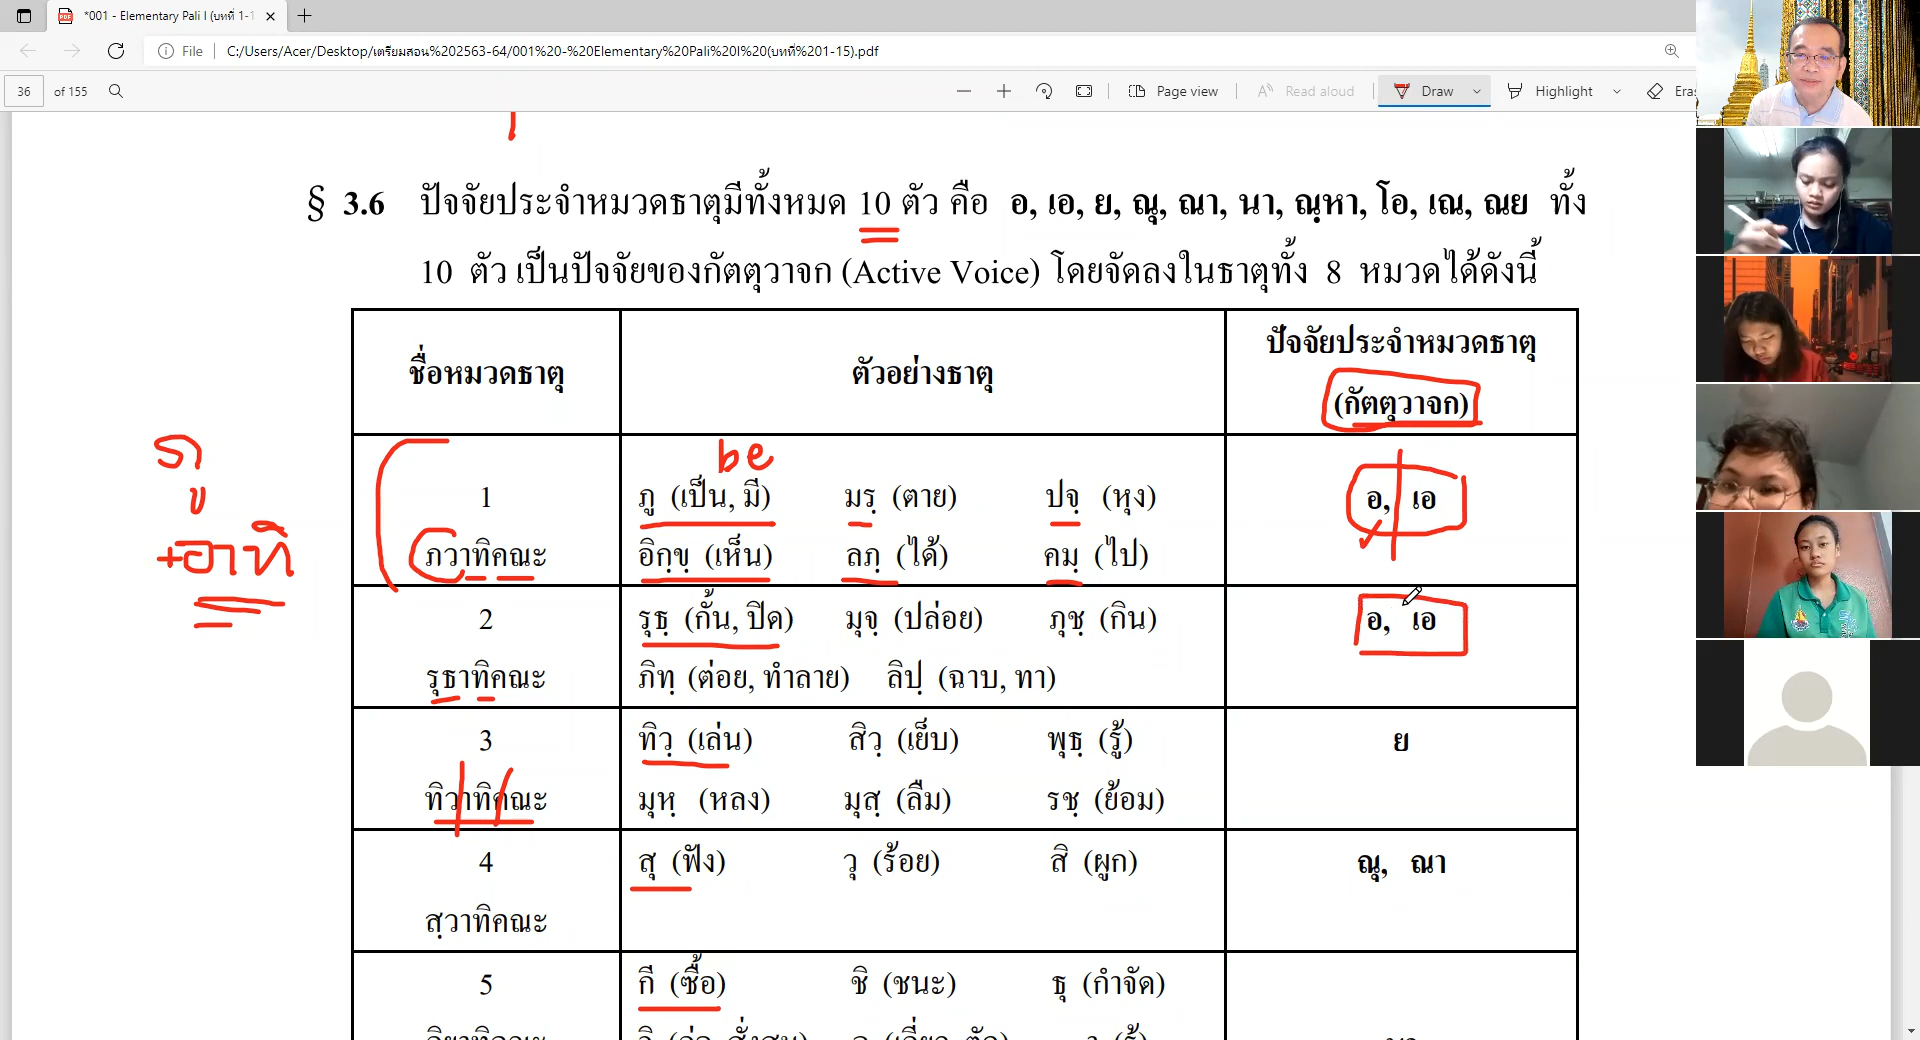 *001 - Elementary Pali I (บทที่ 1-1
File C:/Users/Acer/Desktop/เตรียมสอน%202563-64/001%20-%20Elementary%20Pali%20I%20(บทที่%201-15).pdf
36 of 155 Page view Read aloud Draw Highlight Eras
§ 3.6 ปัจจัยประจำหมวดธาตุมีทั้งหมด 10 ตัว คือ อ, เอ, ย, ณุ, ณา, นา, ณฺหา, โอ, เณ, ณย ทั้ง
10 ตัว เป็นปัจจัยของกัตตุวาจก (Active Voice) โดยจัดลงในธาตุทั้ง 8 หมวดได้ดังนี้
ชื่อหมวดธาตุ ตัวอย่างธาตุ ปัจจัยประจำหมวดธาตุ
(กัตตุวาจก)
be
1 ภู (เป็น, มี) มรฺ (ตาย) ปจฺ (หุง) อ, เอ
ภวาทิคณะ อิกฺขฺ (เห็น) ลภฺ (ได้) คมฺ (ไป)
+อาทิ
2 รุธฺ (กั้น, ปิด) มุจฺ (ปล่อย) ภุชฺ (กิน) อ, เอ
รุธาทิคณะ ภิทฺ (ต่อย, ทำลาย) ลิปฺ (ฉาบ, ทา)
3 ทิวฺ (เล่น) สิวฺ (เย็บ) พุธฺ (รู้) ย
ทิวาทิคณะ มุหฺ (หลง) มุสฺ (ลืม) รชฺ (ย้อม)
4 สุ (ฟัง) วุ (ร้อย) สิ (ผูก) ณุ, ณา
สฺวาทิคณะ
5 กี (ซื้อ) ชิ (ชนะ) ธุ (กำจัด)